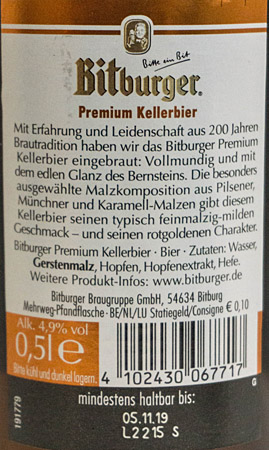 Bitte ein Bit
Bitburger®
Premium Kellerbier
Mit Erfahrung und Leidenschaft aus 200 Jahren
Brautradition haben wir das Bitburger Premium
Kellerbier eingebraut: Vollmundig und mit
dem edlen Glanz des Bernsteins. Die besonders
ausgewählte Malzkomposition aus Pilsener,
Münchner und Karamell-Malzen gibt diesem
Kellerbier seinen typisch feinmalzig-milden
Geschmack – und seinen rotgoldenen Charakter.
Bitburger Premium Kellerbier · Bier · Zutaten: Wasser,
Gerstenmalz, Hopfen, Hopfenextrakt, Hefe.
Weitere Produkt-Infos: www.bitburger.de
Bitburger Braugruppe GmbH, 54634 Bitburg
Mehrweg-Pfandflasche · BE/NL/LU Statiegeld/Consigne € 0,10
Alk. 4,9% vol
0,5l e
Bitte kühl und dunkel lagern.
4 102430 067717
G
191779
mindestens haltbar bis:
05.11.19
L2215 S